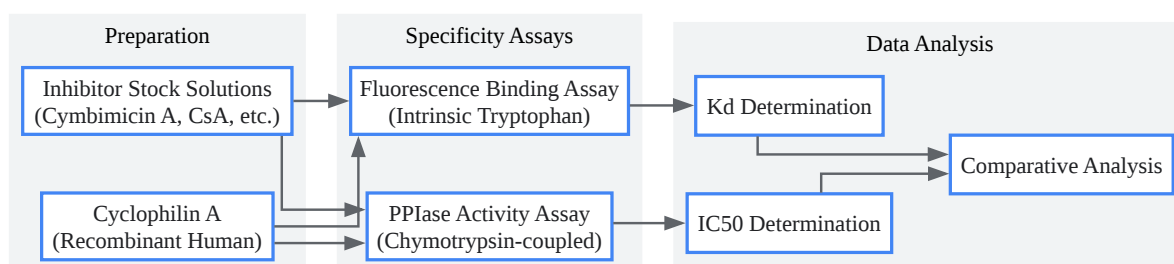 Preparation
Inhibitor Stock Solutions
(Cymbimicin A, CsA, etc.)
Cyclophilin A
(Recombinant Human)
Specificity Assays
Fluorescence Binding Assay
(Intrinsic Tryptophan)
PPIase Activity Assay
(Chymotrypsin-coupled)
Data Analysis
Kd Determination
IC50 Determination
Comparative Analysis